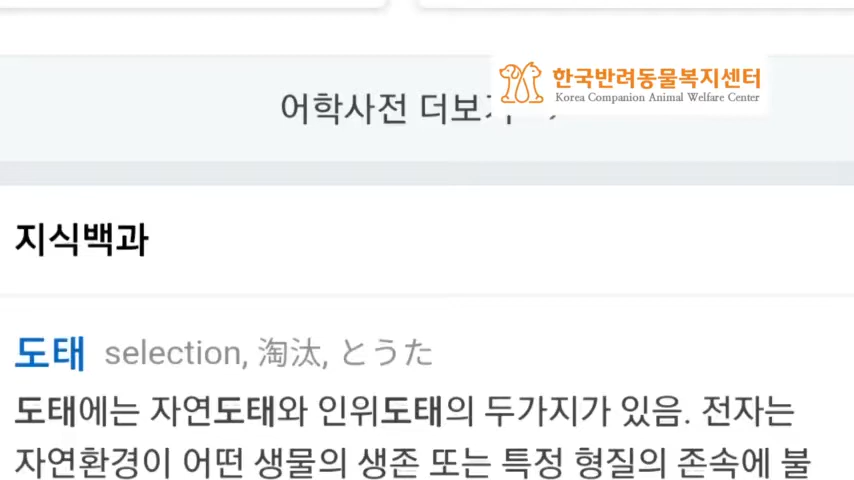 한국반려동물복지센터
Korea Companion Animal Welfare Center
어학사전
지식백과
도태 selection, 淘汰, とうた
도태에는 자연도태와 인위도태의 두가지가 있음. 전자는
자연환경이 어떤 생물의 생존 또는 특정 형질의 존속에 불